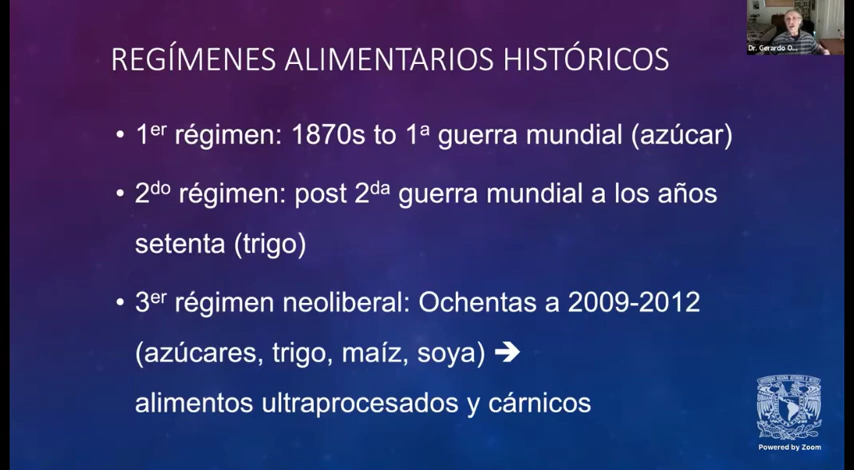 Dr. Gerardo O...
REGÍMENES ALIMENTARIOS HISTÓRICOS
• 1er régimen: 1870s to 1a guerra mundial (azúcar)
• 2do régimen: post 2da guerra mundial a los años
setenta (trigo)
• 3er régimen neoliberal: Ochentas a 2009-2012
(azúcares, trigo, maíz, soya) ➔
alimentos ultraprocesados y cárnicos
Powered by Zoom